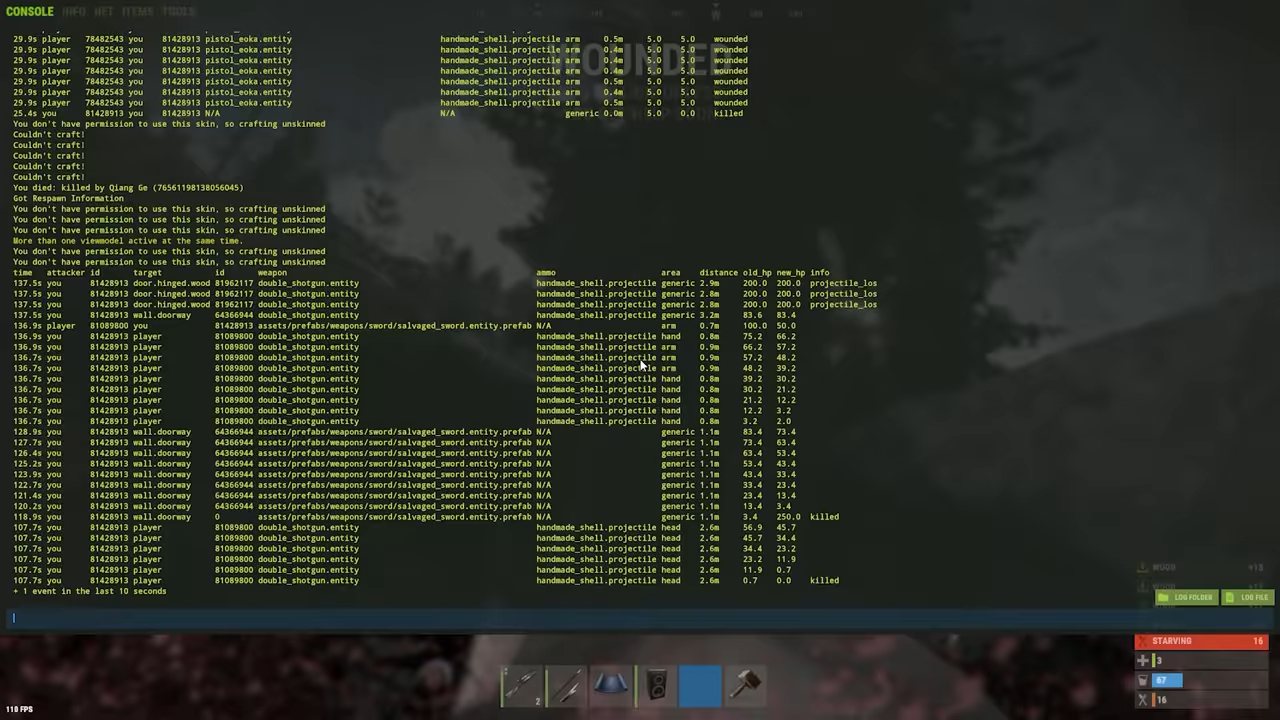 CONSOLE INFO NET ITEMS TOOLS
W
WOUNDED
29.9s player 78482543 you 81428913 pistol_eoka.entity handmade_shell.projectile arm 0.5m 5.0 5.0 wounded
29.9s player 78482543 you 81428913 pistol_eoka.entity handmade_shell.projectile arm 0.4m 5.0 5.0 wounded
29.9s player 78482543 you 81428913 pistol_eoka.entity handmade_shell.projectile arm 0.4m 5.0 5.0 wounded
29.9s player 78482543 you 81428913 pistol_eoka.entity handmade_shell.projectile arm 0.4m 5.0 5.0 wounded
29.9s player 78482543 you 81428913 pistol_eoka.entity handmade_shell.projectile arm 0.5m 5.0 5.0 wounded
29.9s player 78482543 you 81428913 pistol_eoka.entity handmade_shell.projectile arm 0.4m 5.0 5.0 wounded
29.9s player 78482543 you 81428913 pistol_eoka.entity handmade_shell.projectile arm 0.5m 5.0 5.0 wounded
25.4s you 81428913 you 81428913 N/A N/A generic 0.0m 5.0 0.0 killed
You don't have permission to use this skin, so crafting unskinned
Couldn't craft!
Couldn't craft!
Couldn't craft!
Couldn't craft!
Couldn't craft!
You died: killed by Qiang Ge (76561198138056045)
Got Respawn Information
You don't have permission to use this skin, so crafting unskinned
You don't have permission to use this skin, so crafting unskinned
You don't have permission to use this skin, so crafting unskinned
More than one viewmodel active at the same time.
You don't have permission to use this skin, so crafting unskinned
You don't have permission to use this skin, so crafting unskinned
time attacker id target id weapon ammo area distance old_hp new_hp info
137.5s you 81428913 door.hinged.wood 81962117 double_shotgun.entity handmade_shell.projectile generic 2.9m 200.0 200.0 projectile_los
137.5s you 81428913 door.hinged.wood 81962117 double_shotgun.entity handmade_shell.projectile generic 2.8m 200.0 200.0 projectile_los
137.5s you 81428913 door.hinged.wood 81962117 double_shotgun.entity handmade_shell.projectile generic 2.8m 200.0 200.0 projectile_los
137.5s you 81428913 wall.doorway 64366944 double_shotgun.entity handmade_shell.projectile generic 3.2m 83.6 83.4
136.9s player 81089800 you 81428913 assets/prefabs/weapons/sword/salvaged_sword.entity.prefab N/A arm 0.7m 100.0 50.0
136.9s you 81428913 player 81089800 double_shotgun.entity handmade_shell.projectile hand 0.8m 75.2 66.2
136.9s you 81428913 player 81089800 double_shotgun.entity handmade_shell.projectile arm 0.9m 66.2 57.2
136.7s you 81428913 player 81089800 double_shotgun.entity handmade_shell.projectile arm 0.9m 57.2 48.2
136.7s you 81428913 player 81089800 double_shotgun.entity handmade_shell.projectile arm 0.9m 48.2 39.2
136.7s you 81428913 player 81089800 double_shotgun.entity handmade_shell.projectile hand 0.8m 39.2 30.2
136.7s you 81428913 player 81089800 double_shotgun.entity handmade_shell.projectile hand 0.8m 30.2 21.2
136.7s you 81428913 player 81089800 double_shotgun.entity handmade_shell.projectile hand 0.8m 21.2 12.2
136.7s you 81428913 player 81089800 double_shotgun.entity handmade_shell.projectile hand 0.8m 12.2 3.2
136.7s you 81428913 player 81089800 double_shotgun.entity handmade_shell.projectile hand 0.8m 3.2 2.0
128.9s you 81428913 wall.doorway 64366944 assets/prefabs/weapons/sword/salvaged_sword.entity.prefab N/A generic 1.1m 83.4 73.4
127.7s you 81428913 wall.doorway 64366944 assets/prefabs/weapons/sword/salvaged_sword.entity.prefab N/A generic 1.1m 73.4 63.4
126.4s you 81428913 wall.doorway 64366944 assets/prefabs/weapons/sword/salvaged_sword.entity.prefab N/A generic 1.1m 63.4 53.4
125.2s you 81428913 wall.doorway 64366944 assets/prefabs/weapons/sword/salvaged_sword.entity.prefab N/A generic 1.1m 53.4 43.4
123.9s you 81428913 wall.doorway 64366944 assets/prefabs/weapons/sword/salvaged_sword.entity.prefab N/A generic 1.1m 43.4 33.4
122.7s you 81428913 wall.doorway 64366944 assets/prefabs/weapons/sword/salvaged_sword.entity.prefab N/A generic 1.1m 33.4 23.4
121.4s you 81428913 wall.doorway 64366944 assets/prefabs/weapons/sword/salvaged_sword.entity.prefab N/A generic 1.1m 23.4 13.4
120.2s you 81428913 wall.doorway 64366944 assets/prefabs/weapons/sword/salvaged_sword.entity.prefab N/A generic 1.1m 13.4 3.4
118.9s you 81428913 wall.doorway 0 assets/prefabs/weapons/sword/salvaged_sword.entity.prefab N/A generic 1.1m 3.4 250.0 killed
107.7s you 81428913 player 81089800 double_shotgun.entity handmade_shell.projectile head 2.6m 56.9 45.7
107.7s you 81428913 player 81089800 double_shotgun.entity handmade_shell.projectile head 2.6m 45.7 34.4
107.7s you 81428913 player 81089800 double_shotgun.entity handmade_shell.projectile head 2.6m 34.4 23.2
107.7s you 81428913 player 81089800 double_shotgun.entity handmade_shell.projectile head 2.6m 23.2 11.9
107.7s you 81428913 player 81089800 double_shotgun.entity handmade_shell.projectile head 2.6m 11.9 0.7
107.7s you 81428913 player 81089800 double_shotgun.entity handmade_shell.projectile head 2.6m 0.7 0.0 killed
+ 1 event in the last 10 seconds
WOOD +15
LOG FOLDER LOG FILE
STARVING 16
3
67
16
2
110 FPS